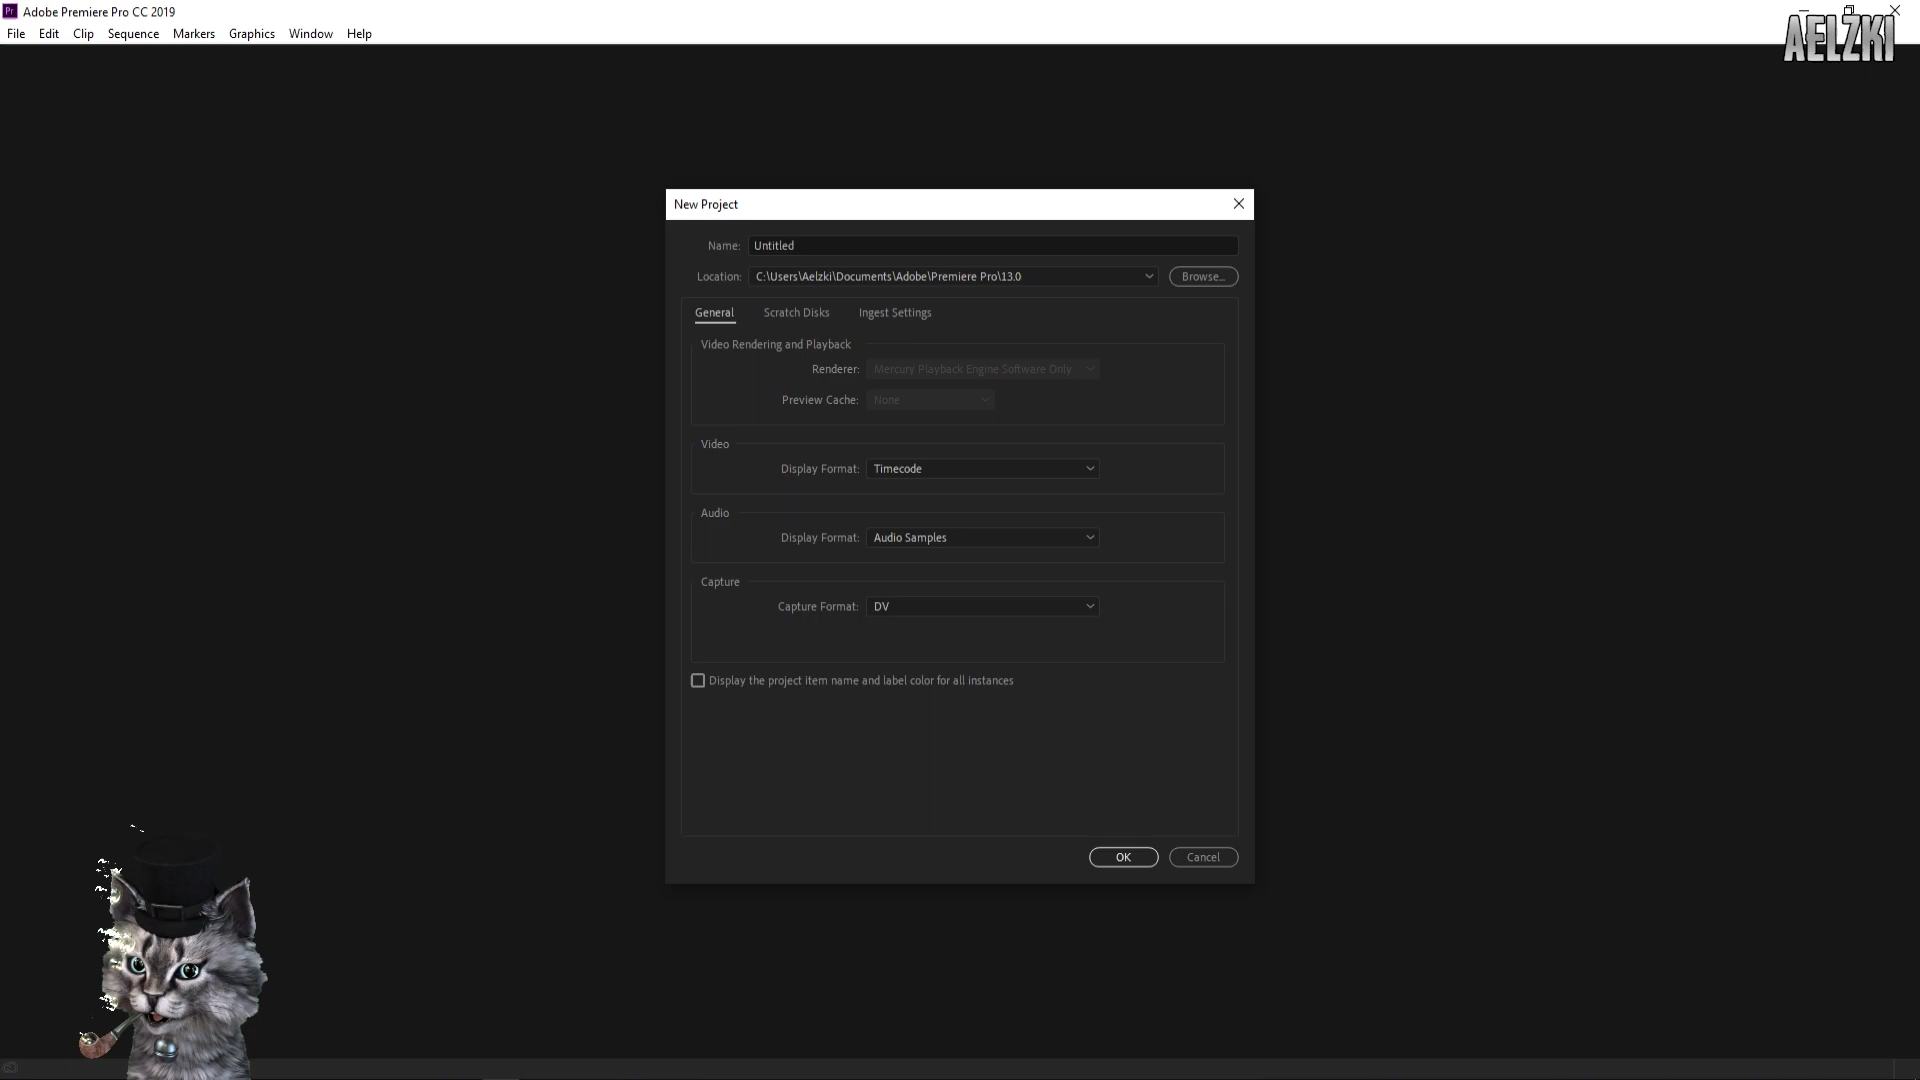 Pr Adobe Premiere Pro CC 2019
File Edit Clip Sequence Markers Graphics Window Help
AELZKI
New Project
Name: Untitled
Location: C:\Users\Aelzki\Documents\Adobe\Premiere Pro\13.0 Browse...
General Scratch Disks Ingest Settings
Video Rendering and Playback
Renderer: Mercury Playback Engine Software Only
Preview Cache: None
Video
Display Format: Timecode
Audio
Display Format: Audio Samples
Capture
Capture Format: DV
Display the project item name and label color for all instances
OK Cancel